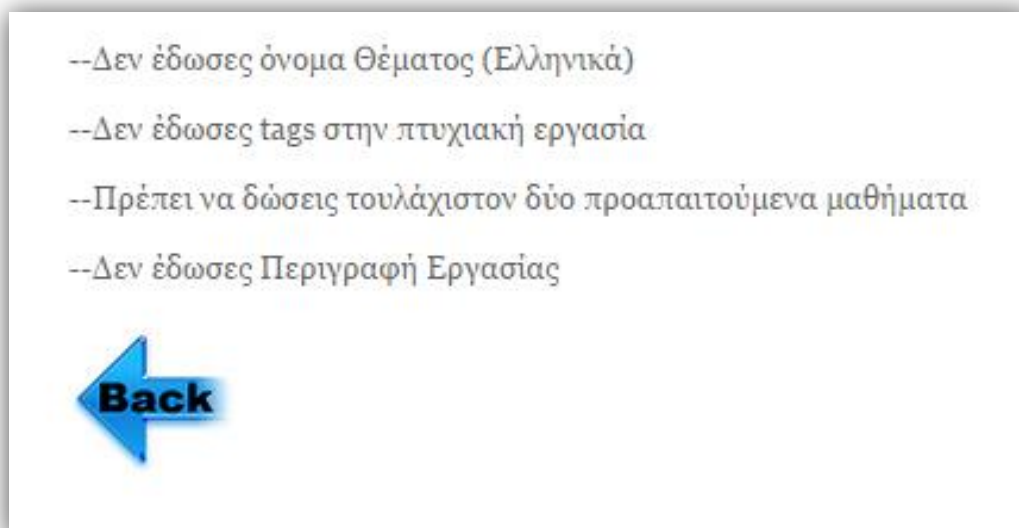 --Δεν έδωσες όνομα Θέματος (Ελληνικά)
--Δεν έδωσες tags στην πτυχιακή εργασία
--Πρέπει να δώσεις τουλάχιστον δύο προαπαιτούμενα μαθήματα
--Δεν έδωσες Περιγραφή Εργασίας
Back